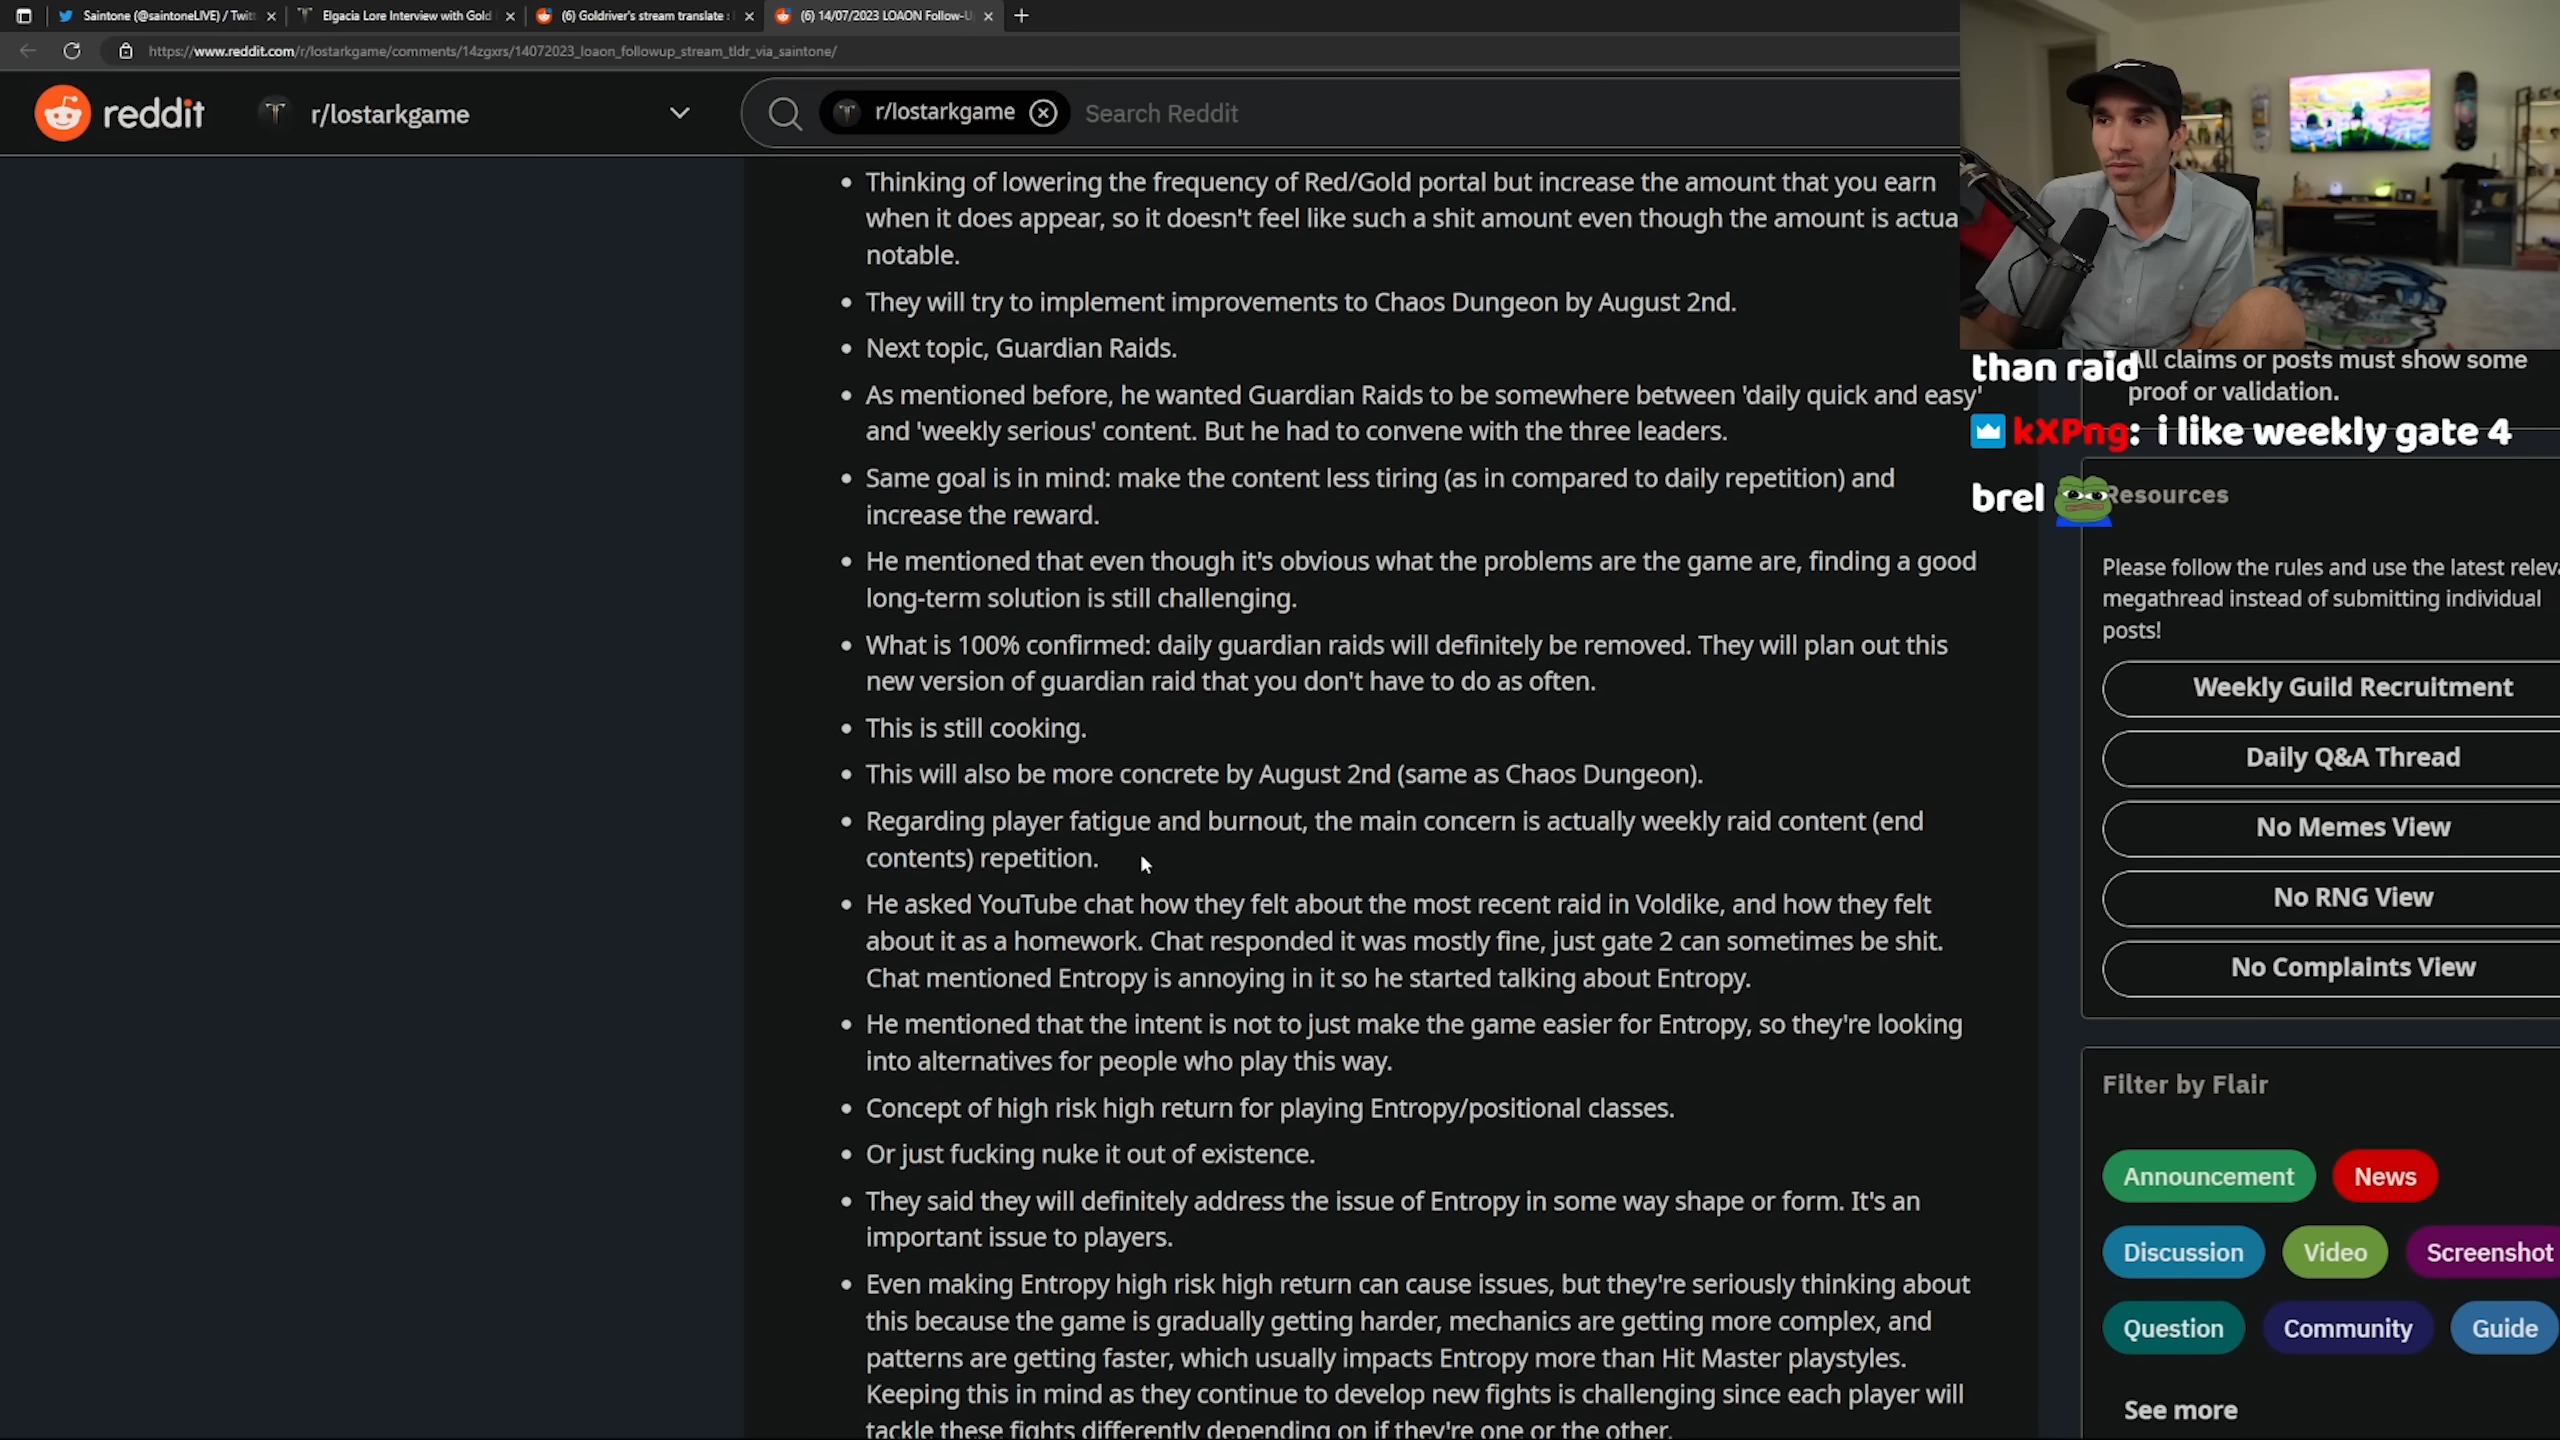 Saintone (@saintoneLIVE) / Twitt
Elgacia Lore Interview with Gold
(6) Goldriver's stream translate :
(6) 14/07/2023 LOAON Follow-U
https://www.reddit.com/r/lostarkgame/comments/14zgxrs/14072023_loaon_followup_stream_tldr_via_saintone/
reddit
r/lostarkgame
r/lostarkgame
Search Reddit
Thinking of lowering the frequency of Red/Gold portal but increase the amount that you earn
when it does appear, so it doesn't feel like such a shit amount even though the amount is actua
notable.
They will try to implement improvements to Chaos Dungeon by August 2nd.
Next topic, Guardian Raids.
As mentioned before, he wanted Guardian Raids to be somewhere between 'daily quick and easy'
and 'weekly serious' content. But he had to convene with the three leaders.
Same goal is in mind: make the content less tiring (as in compared to daily repetition) and
increase the reward.
He mentioned that even though it's obvious what the problems are the game are, finding a good
long-term solution is still challenging.
What is 100% confirmed: daily guardian raids will definitely be removed. They will plan out this
new version of guardian raid that you don't have to do as often.
This is still cooking.
This will also be more concrete by August 2nd (same as Chaos Dungeon).
Regarding player fatigue and burnout, the main concern is actually weekly raid content (end
contents) repetition.
He asked YouTube chat how they felt about the most recent raid in Voldike, and how they felt
about it as a homework. Chat responded it was mostly fine, just gate 2 can sometimes be shit.
Chat mentioned Entropy is annoying in it so he started talking about Entropy.
He mentioned that the intent is not to just make the game easier for Entropy, so they're looking
into alternatives for people who play this way.
Concept of high risk high return for playing Entropy/positional classes.
Or just fucking nuke it out of existence.
They said they will definitely address the issue of Entropy in some way shape or form. It's an
important issue to players.
Even making Entropy high risk high return can cause issues, but they're seriously thinking about
this because the game is gradually getting harder, mechanics are getting more complex, and
patterns are getting faster, which usually impacts Entropy more than Hit Master playstyles.
Keeping this in mind as they continue to develop new fights is challenging since each player will
tackle these fights differently depending on if they're one or the other.
than raid
kXPng: i like weekly gate 4
brel
All claims or posts must show some
proof or validation.
Resources
Please follow the rules and use the latest releva
megathread instead of submitting individual
posts!
Weekly Guild Recruitment
Daily Q&A Thread
No Memes View
No RNG View
No Complaints View
Filter by Flair
Announcement
News
Discussion
Video
Screenshot
Question
Community
Guide
See more